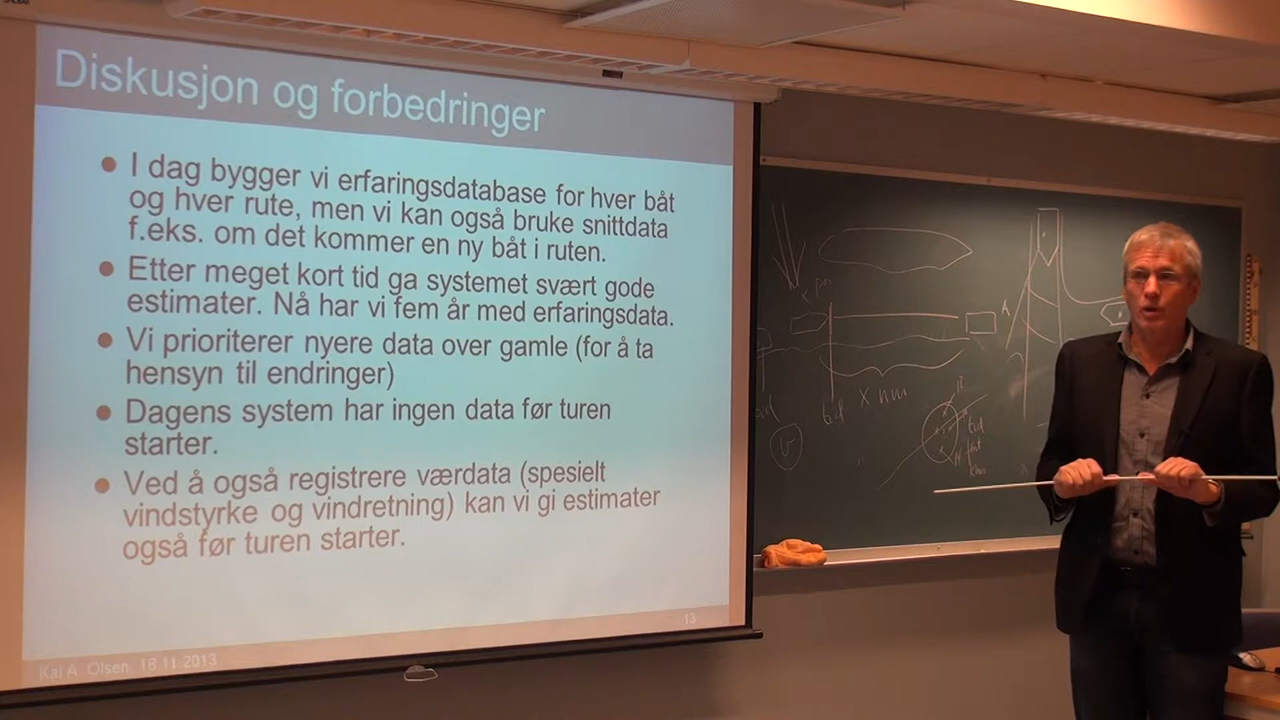 Diskusjon og forbedringer
I dag bygger vi erfaringsdatabase for hver båt
og hver rute, men vi kan også bruke snittdata
f.eks. om det kommer en ny båt i ruten.
Etter meget kort tid ga systemet svært gode
estimater. Nå har vi fem år med erfaringsdata.
Vi prioriterer nyere data over gamle (for å ta
hensyn til endringer)
Dagens system har ingen data før turen
starter.
Ved å også registrere værdata (spesielt
vindstyrke og vindretning) kan vi gi estimater
også før turen starter.
13
Kai A. Olsen, 18.11.2013
A
tid
X nm